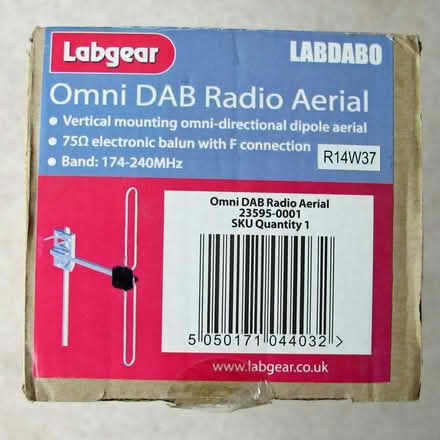 Labgear
LABDABO
Omni DAB Radio Aerial
• Vertical mounting omni-directional dipole aerial
• 75Ω electronic balun with F connection
• Band: 174-240MHz
R14W37
Omni DAB Radio Aerial
23595-0001
SKU Quantity 1
5 050171 044032 >
www.labgear.co.uk